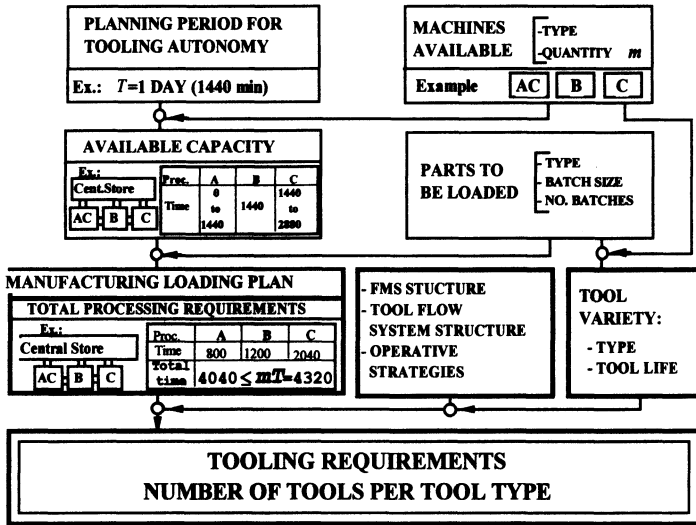 PLANNING PERIOD FOR
TOOLING AUTONOMY
Ex.: T=1 DAY (1440 min)
MACHINES
AVAILABLE
-TYPE
-QUANTITY m
Example AC B C
AVAILABLE CAPACITY
Ex.:
Cent.Store
AC B C
Proc. A B C
Time 0 to 1440 1440 1440 to 2880
PARTS TO
BE LOADED
- TYPE
- BATCH SIZE
- NO. BATCHES
MANUFACTURING LOADING PLAN
TOTAL PROCESSING REQUIREMENTS
Ex.:
Central Store
AC B C
Proc. A B C
Time 800 1200 2040
Total
time 4040 ≤ mT=4320
- FMS STUCTURE
- TOOL FLOW
SYSTEM STRUCTURE
- OPERATIVE
STRATEGIES
TOOL
VARIETY:
- TYPE
- TOOL LIFE
TOOLING REQUIREMENTS
NUMBER OF TOOLS PER TOOL TYPE